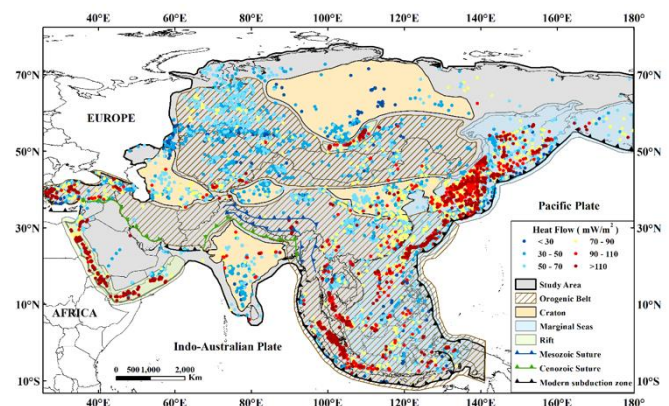 40°E 60°E 80°E 100°E 120°E 140°E 160°E 180°
70°N
70°N
EUROPE
50°N
50°N
Pacific Plate
30°N
30°N
Heat Flow ( mW/m² )
< 30 70 - 90
30 - 50 90 - 110
50 - 70 >110
Study Area
10°N
Orogenic Belt
Craton
AFRICA
Marginal Seas
Rift
Indo-Australian Plate
Mesozoic Suture
0 500 1,000 2,000
Km
Cenozoic Suture
10°S
Modern subduction zone
10°S
40°E 60°E 80°E 100°E 120°E 140°E 160°E 180°